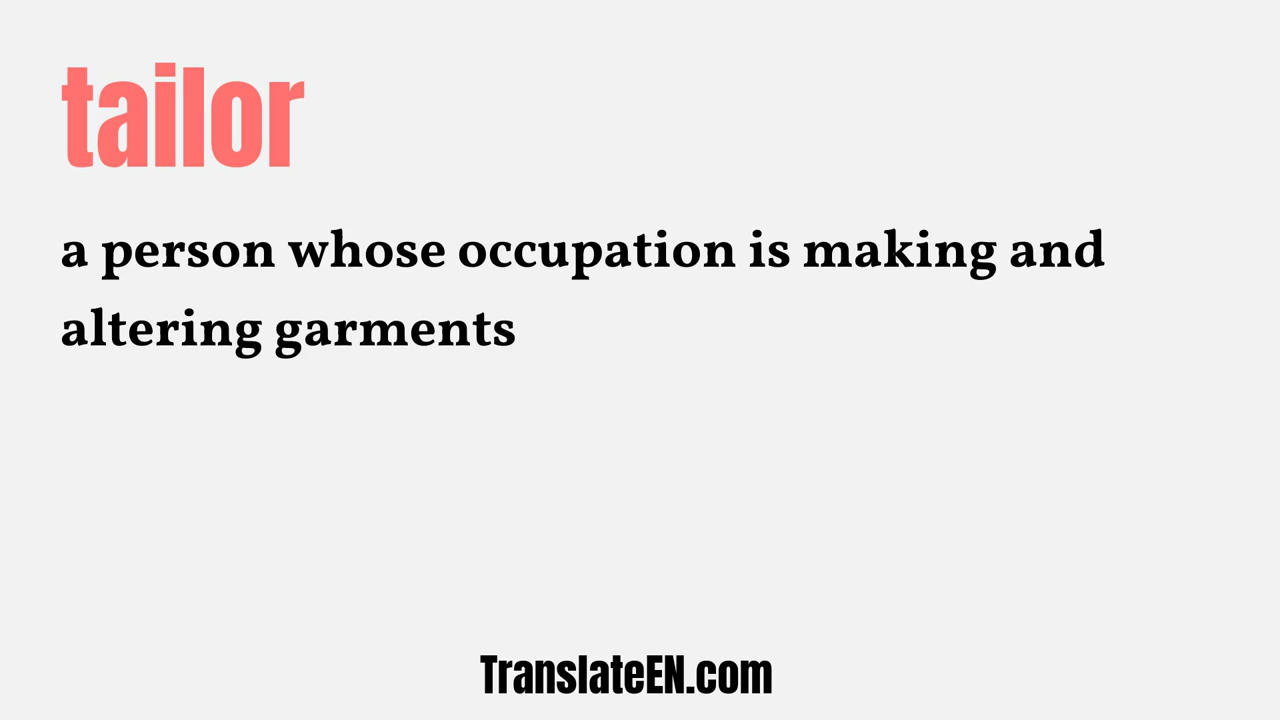 tailor
a person whose occupation is making and
altering garments
TranslateEN.com